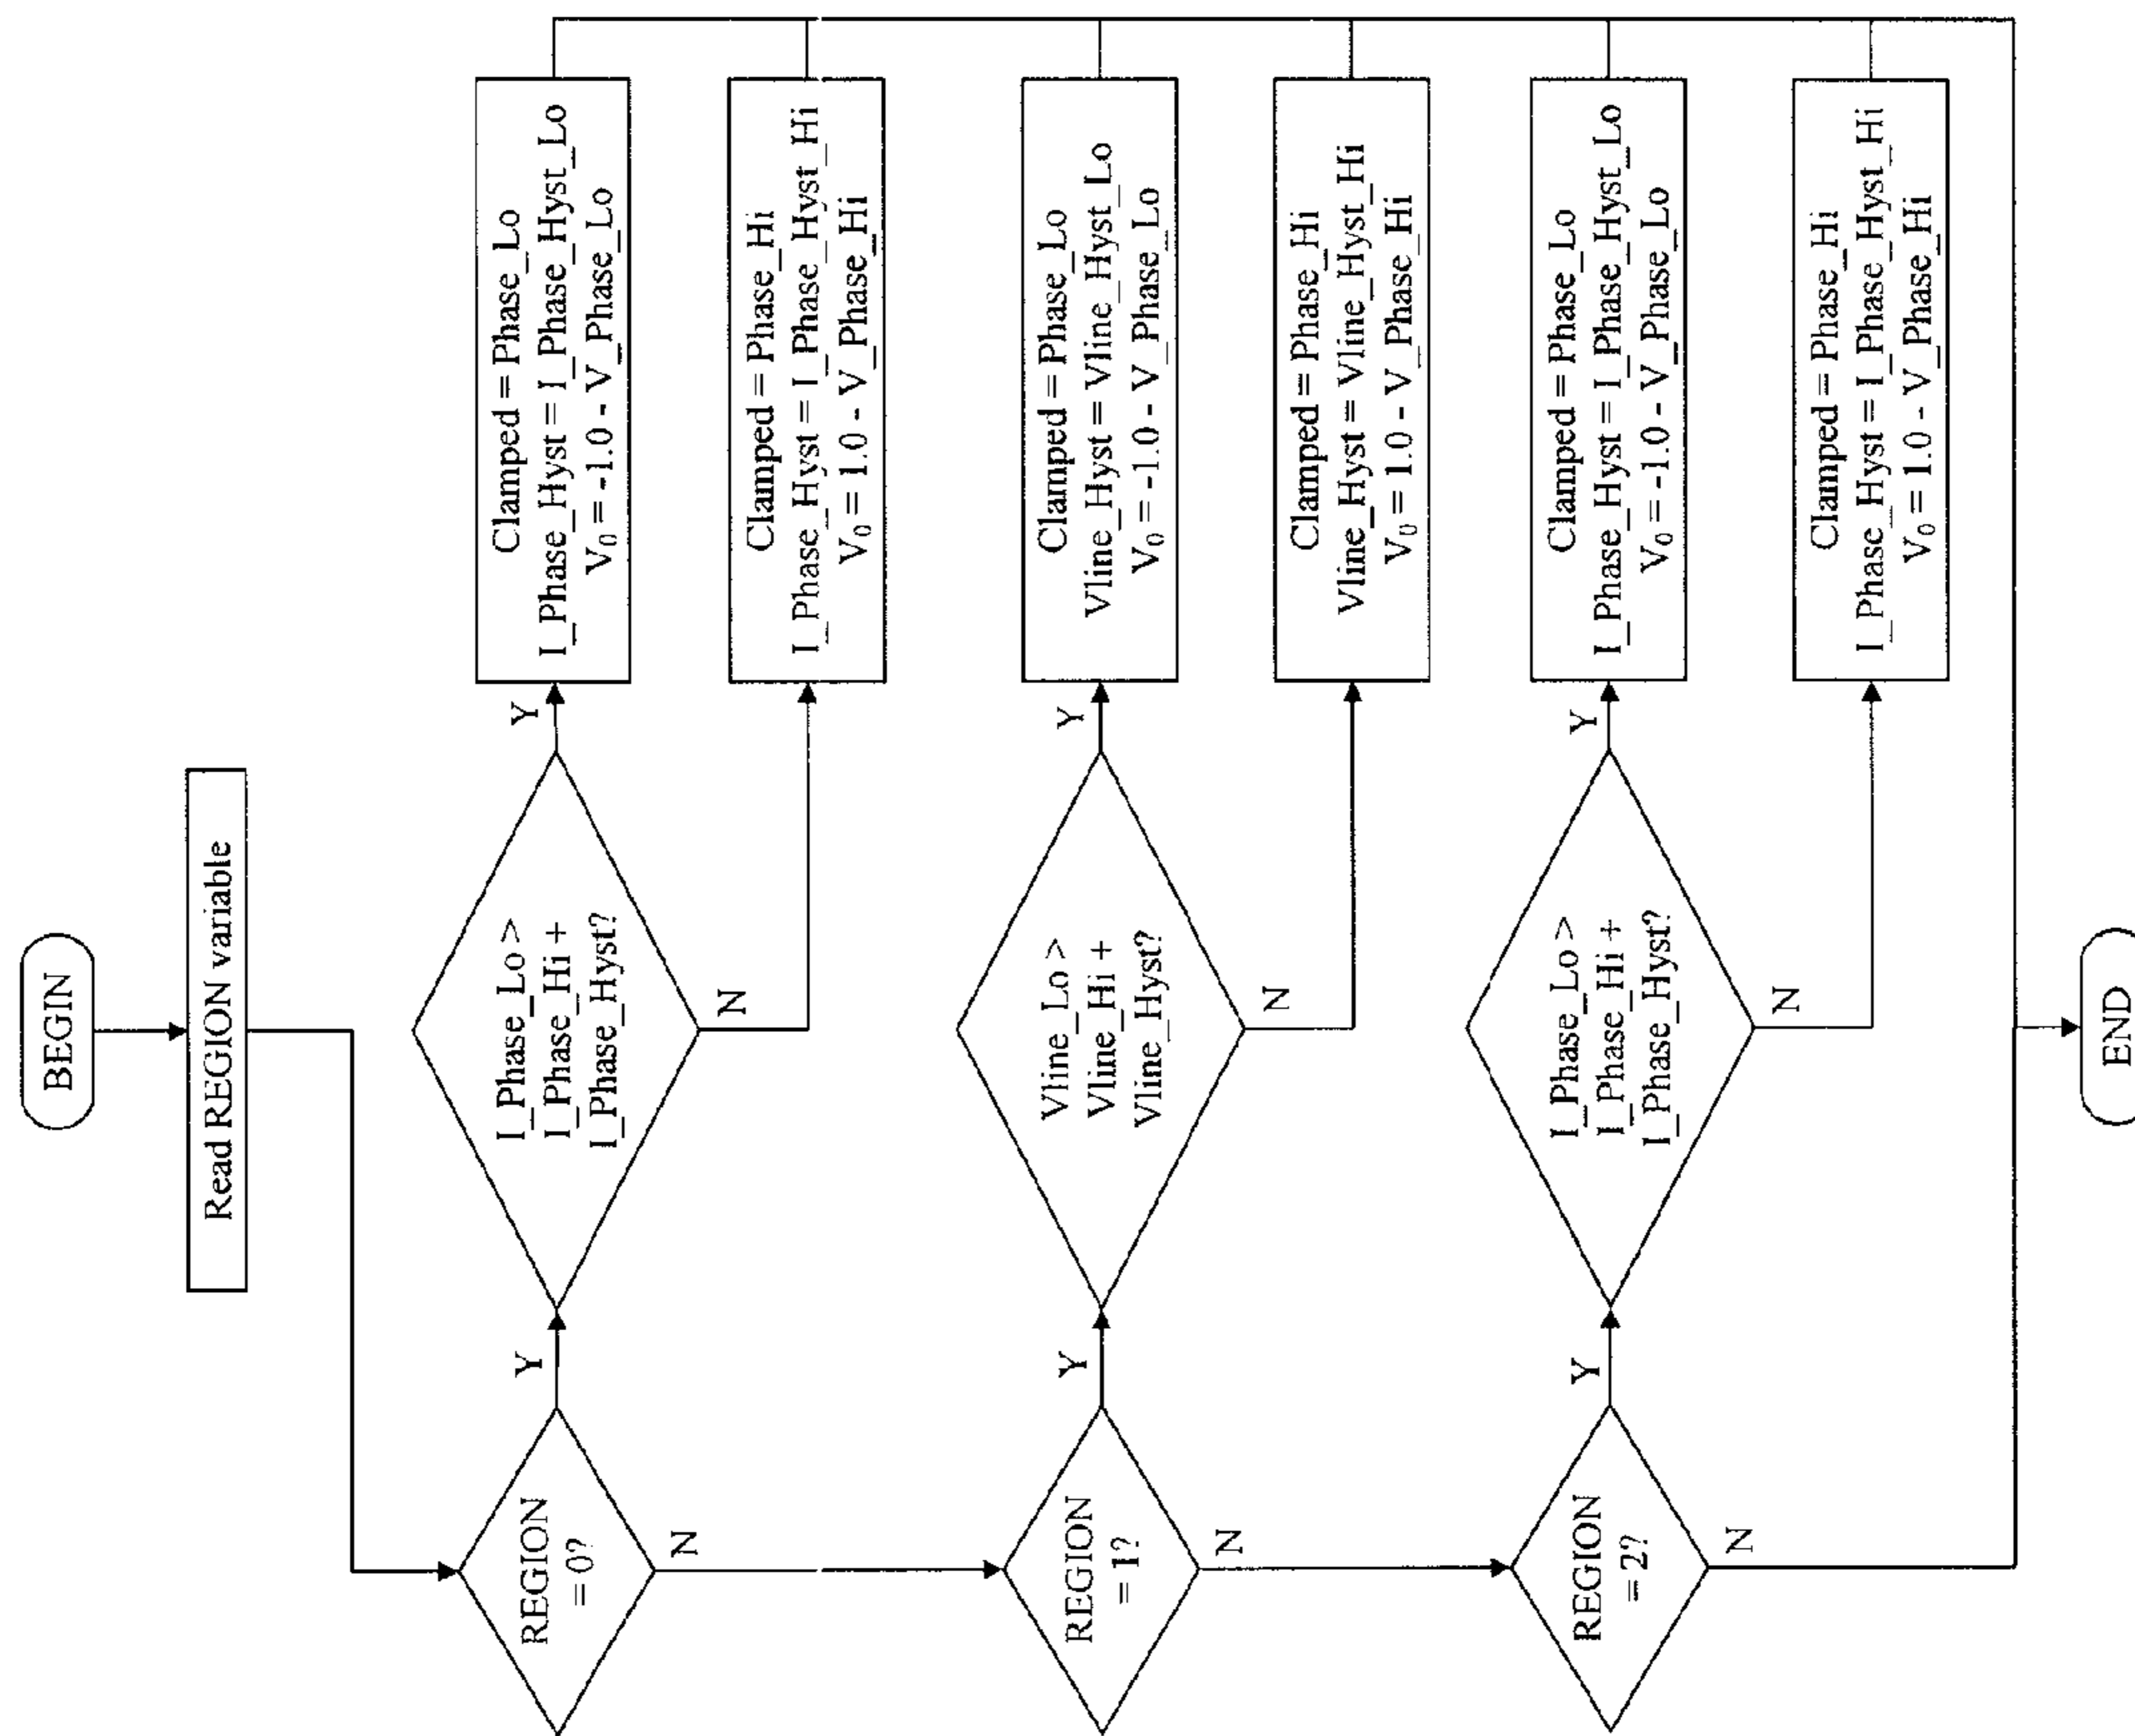 BEGIN
Read REGION variable
REGION
= 0?
Y
N
I_Phase_Lo >
I_Phase_Hi +
I_Phase_Hyst?
Y
N
Clamped = Phase_Lo
I_Phase_Hyst = I_Phase_Hyst_Lo
V₀ = -1.0 - V_Phase_Lo
Clamped = Phase_Hi
I_Phase_Hyst = I_Phase_Hyst_Hi
V₀ = 1.0 - V_Phase_Hi
REGION
= 1?
Y
N
Vline_Lo >
Vline_Hi +
Vline_Hyst?
Y
N
Clamped = Phase_Lo
Vline_Hyst = Vline_Hyst_Lo
V₀ = -1.0 - V_Phase_Lo
Clamped = Phase_Hi
Vline_Hyst = Vline_Hyst_Hi
V₀ = 1.0 - V_Phase_Hi
REGION
= 2?
Y
N
I_Phase_Lo >
I_Phase_Hi +
I_Phase_Hyst?
Y
N
Clamped = Phase_Lo
I_Phase_Hyst = I_Phase_Hyst_Lo
V₀ = -1.0 - V_Phase_Lo
Clamped = Phase_Hi
I_Phase_Hyst = I_Phase_Hyst_Hi
V₀ = 1.0 - V_Phase_Hi
END